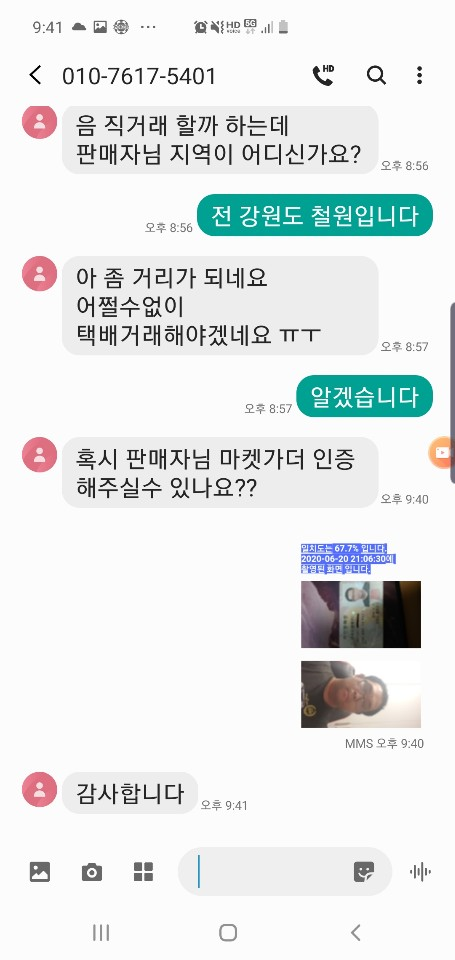 9:41
HD
voice
5G
010-7617-5401
HD
음 직거래 할까 하는데
판매자님 지역이 어디신가요?
오후 8:56
전 강원도 철원입니다
오후 8:56
아 좀 거리가 되네요
어쩔수없이
택배거래해야겠네요 ㅠㅜ
오후 8:57
알겠습니다
오후 8:57
혹시 판매자님 마켓가더 인증
해주실수 있나요??
오후 9:40
일치도는 67.7% 입니다.
2020-06-20 21:06:30에
촬영된 화면 입니다.
MMS 오후 9:40
감사합니다
오후 9:41